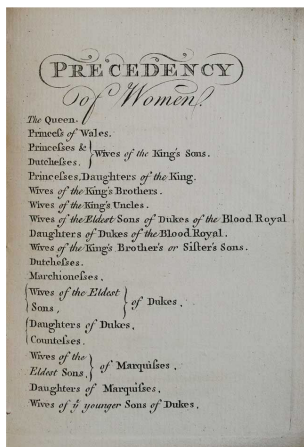 PRECEDENCY
of Women.
The Queen.
Princeſs of Wales.
Princeſses &
Dutcheſses. } Wives of the King's Sons.
Princeſses, Daughters of the King.
Wives of the King's Brothers.
Wives of the King's Uncles.
Wives of the Eldest Sons of Dukes of the Blood Royal
Daughters of Dukes of the Blood Royal.
Wives of the King's Brother's or Siſter's Sons.
Dutcheſses.
Marchioneſses.
Wives of the Eldest
Sons, } of Dukes.
Daughters of Dukes.
Counteſses.
Wives of the
Eldest Sons, } of Marquiſses.
Daughters of Marquiſses.
Wives of yͤ younger Sons of Dukes.